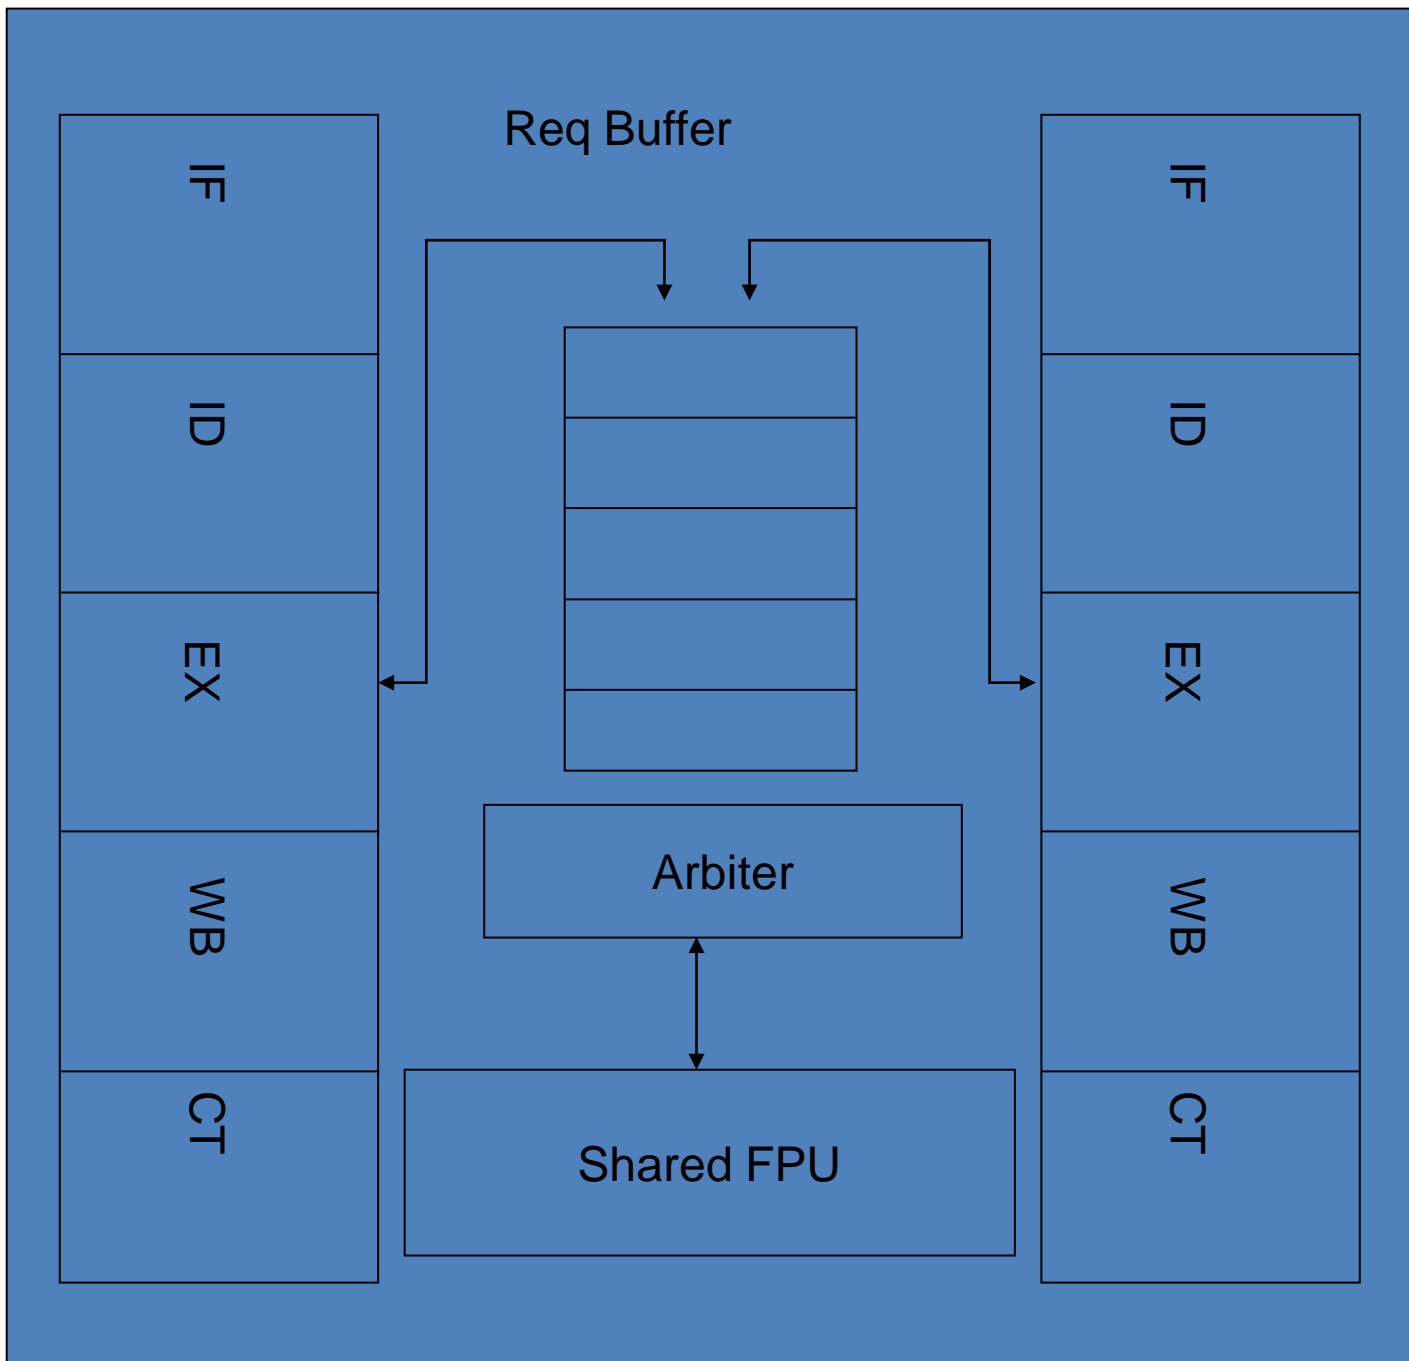 Req Buffer
IF
ID
EX
WB
CT
IF
ID
EX
WB
CT
Arbiter
Shared FPU